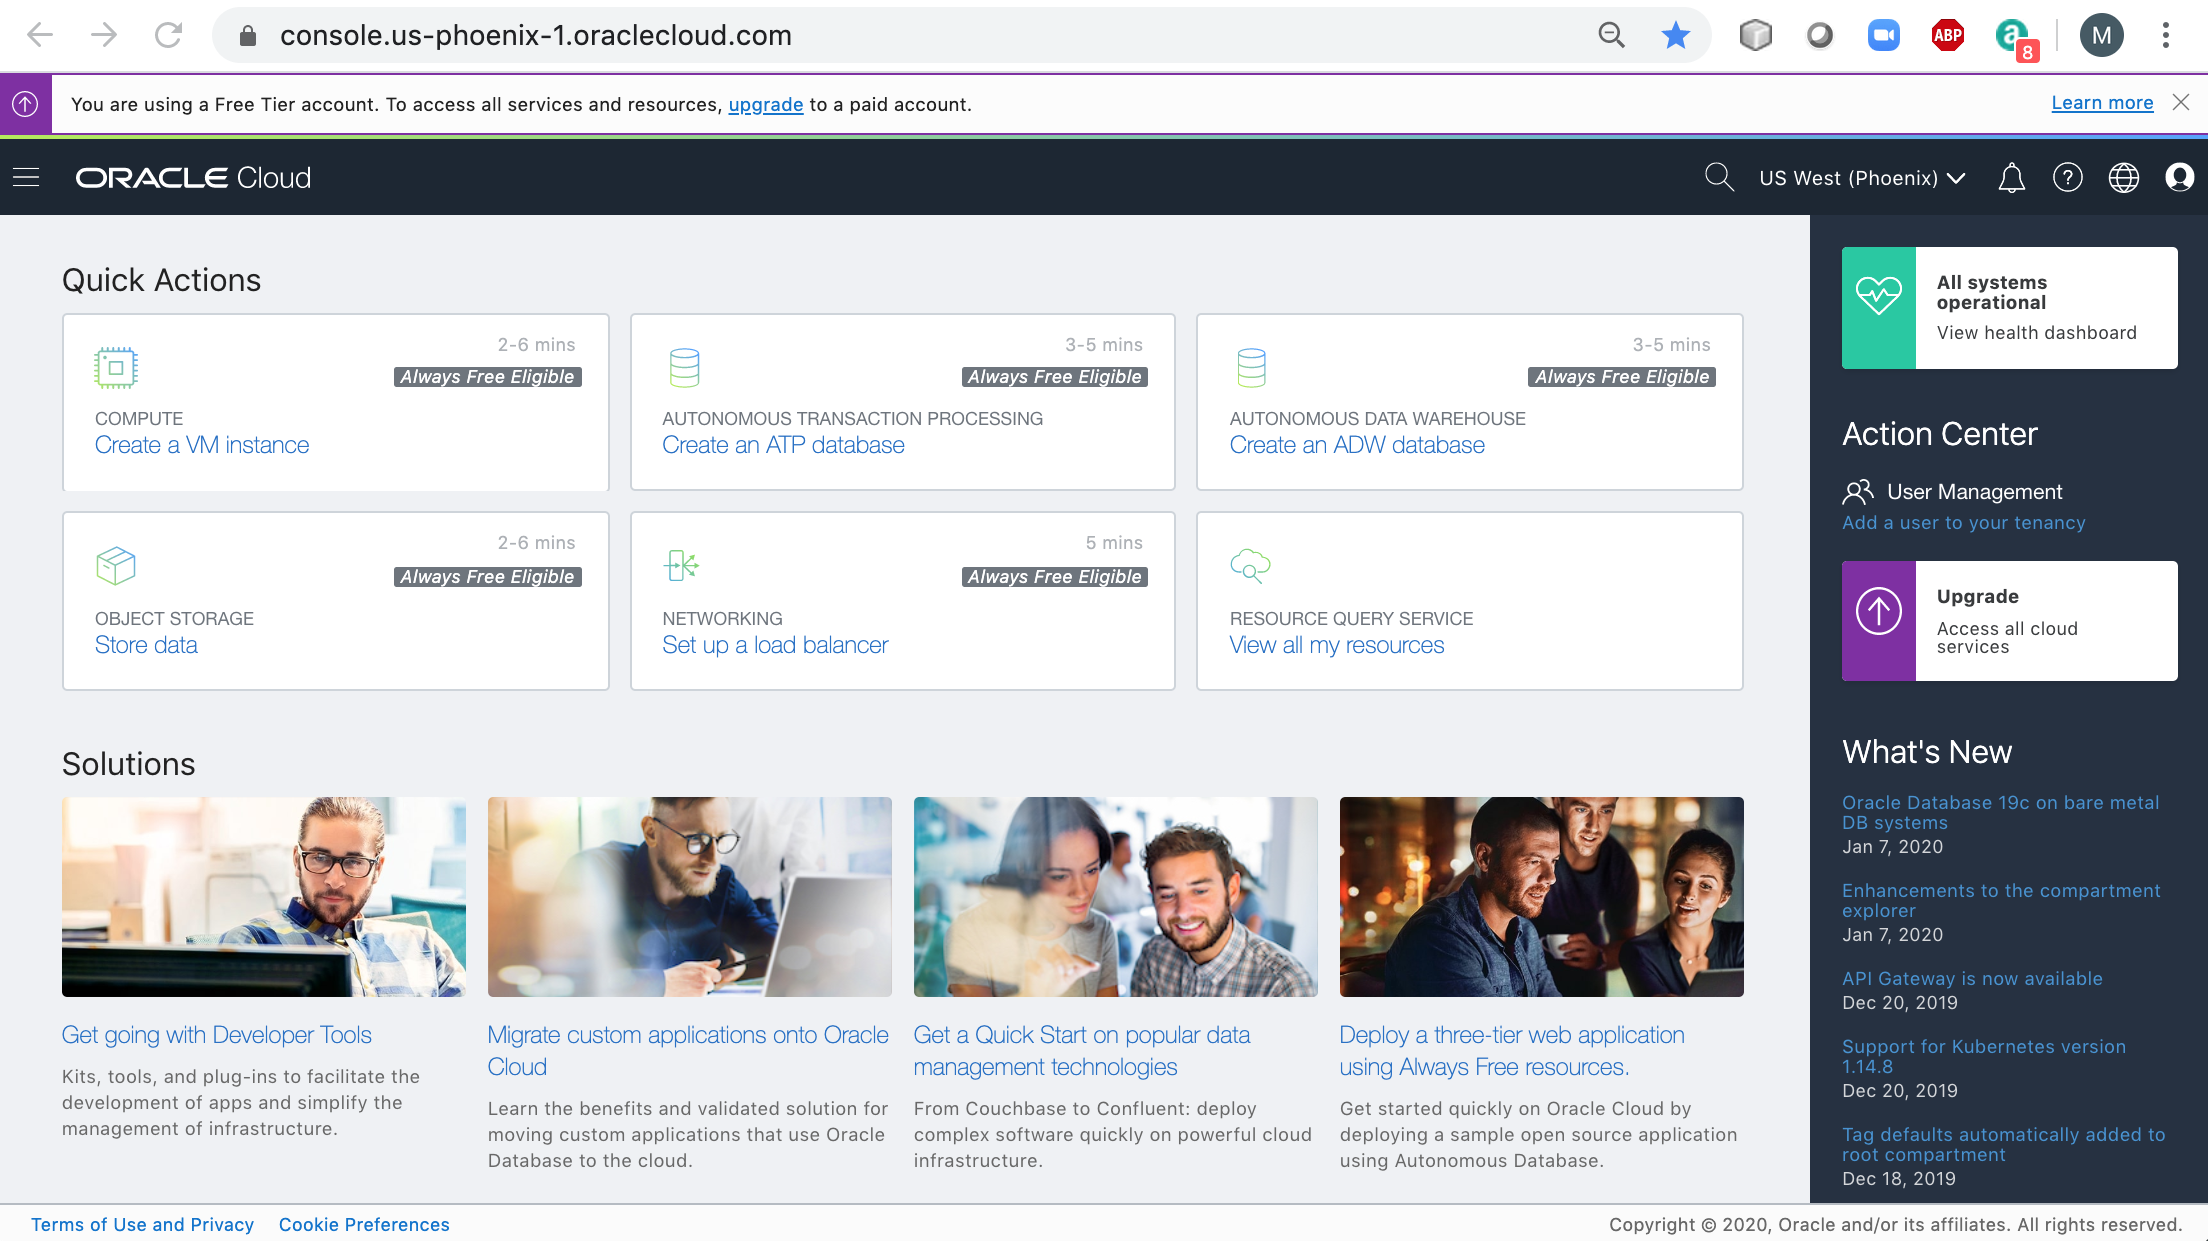 console.us-phoenix-1.oraclecloud.com
ABP
a
8
M
You are using a Free Tier account. To access all services and resources, upgrade to a paid account.
Learn more
ORACLE Cloud
US West (Phoenix)
?
Quick Actions
2-6 mins
Always Free Eligible
COMPUTE
Create a VM instance
3-5 mins
Always Free Eligible
AUTONOMOUS TRANSACTION PROCESSING
Create an ATP database
3-5 mins
Always Free Eligible
AUTONOMOUS DATA WAREHOUSE
Create an ADW database
2-6 mins
Always Free Eligible
OBJECT STORAGE
Store data
5 mins
Always Free Eligible
NETWORKING
Set up a load balancer
RESOURCE QUERY SERVICE
View all my resources
Solutions
Get going with Developer Tools
Kits, tools, and plug-ins to facilitate the
development of apps and simplify the
management of infrastructure.
Migrate custom applications onto Oracle
Cloud
Learn the benefits and validated solution for
moving custom applications that use Oracle
Database to the cloud.
Get a Quick Start on popular data
management technologies
From Couchbase to Confluent: deploy
complex software quickly on powerful cloud
infrastructure.
Deploy a three-tier web application
using Always Free resources.
Get started quickly on Oracle Cloud by
deploying a sample open source application
using Autonomous Database.
All systems
operational
View health dashboard
Action Center
User Management
Add a user to your tenancy
Upgrade
Access all cloud
services
What's New
Oracle Database 19c on bare metal
DB systems
Jan 7, 2020
Enhancements to the compartment
explorer
Jan 7, 2020
API Gateway is now available
Dec 20, 2019
Support for Kubernetes version
1.14.8
Dec 20, 2019
Tag defaults automatically added to
root compartment
Dec 18, 2019
Terms of Use and Privacy
Cookie Preferences
Copyright © 2020, Oracle and/or its affiliates. All rights reserved.